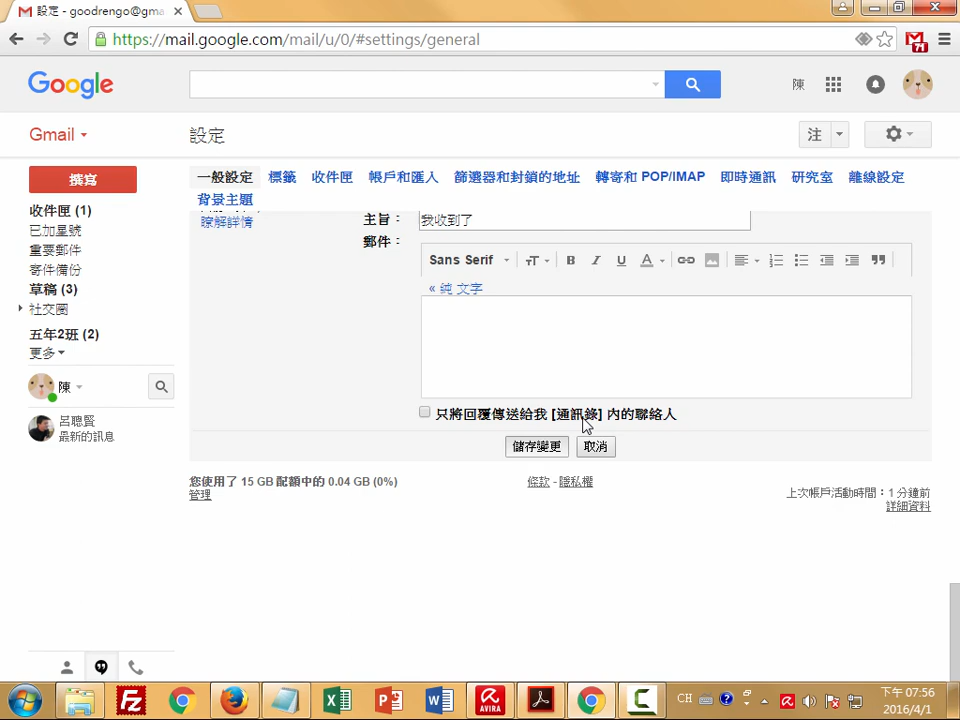 設定 - goodrengo@gma
https://mail.google.com/mail/u/0/#settings/general
71
Google
陳
Gmail
設定
注
撰寫
一般設定 標籤 收件匣 帳戶和匯入 篩選器和封鎖的地址 轉寄和 POP/IMAP 即時通訊 研究室 離線設定
背景主題
收件匣 (1)
已加星號
重要郵件
寄件備份
草稿 (3)
社交圈
五年2班 (2)
更多
陳
呂聰賢
最新的訊息
瞭解詳情
主旨： 我收到了
郵件：
Sans Serif
« 純 文字
只將回覆傳送給我 [通訊錄] 內的聯絡人
儲存變更 取消
您使用了 15 GB 配額中的 0.04 GB (0%)
管理
條款 - 隱私權
上次帳戶活動時間：1 分鐘前
詳細資料
AVIRA
CH
下午 07:56
2016/4/1